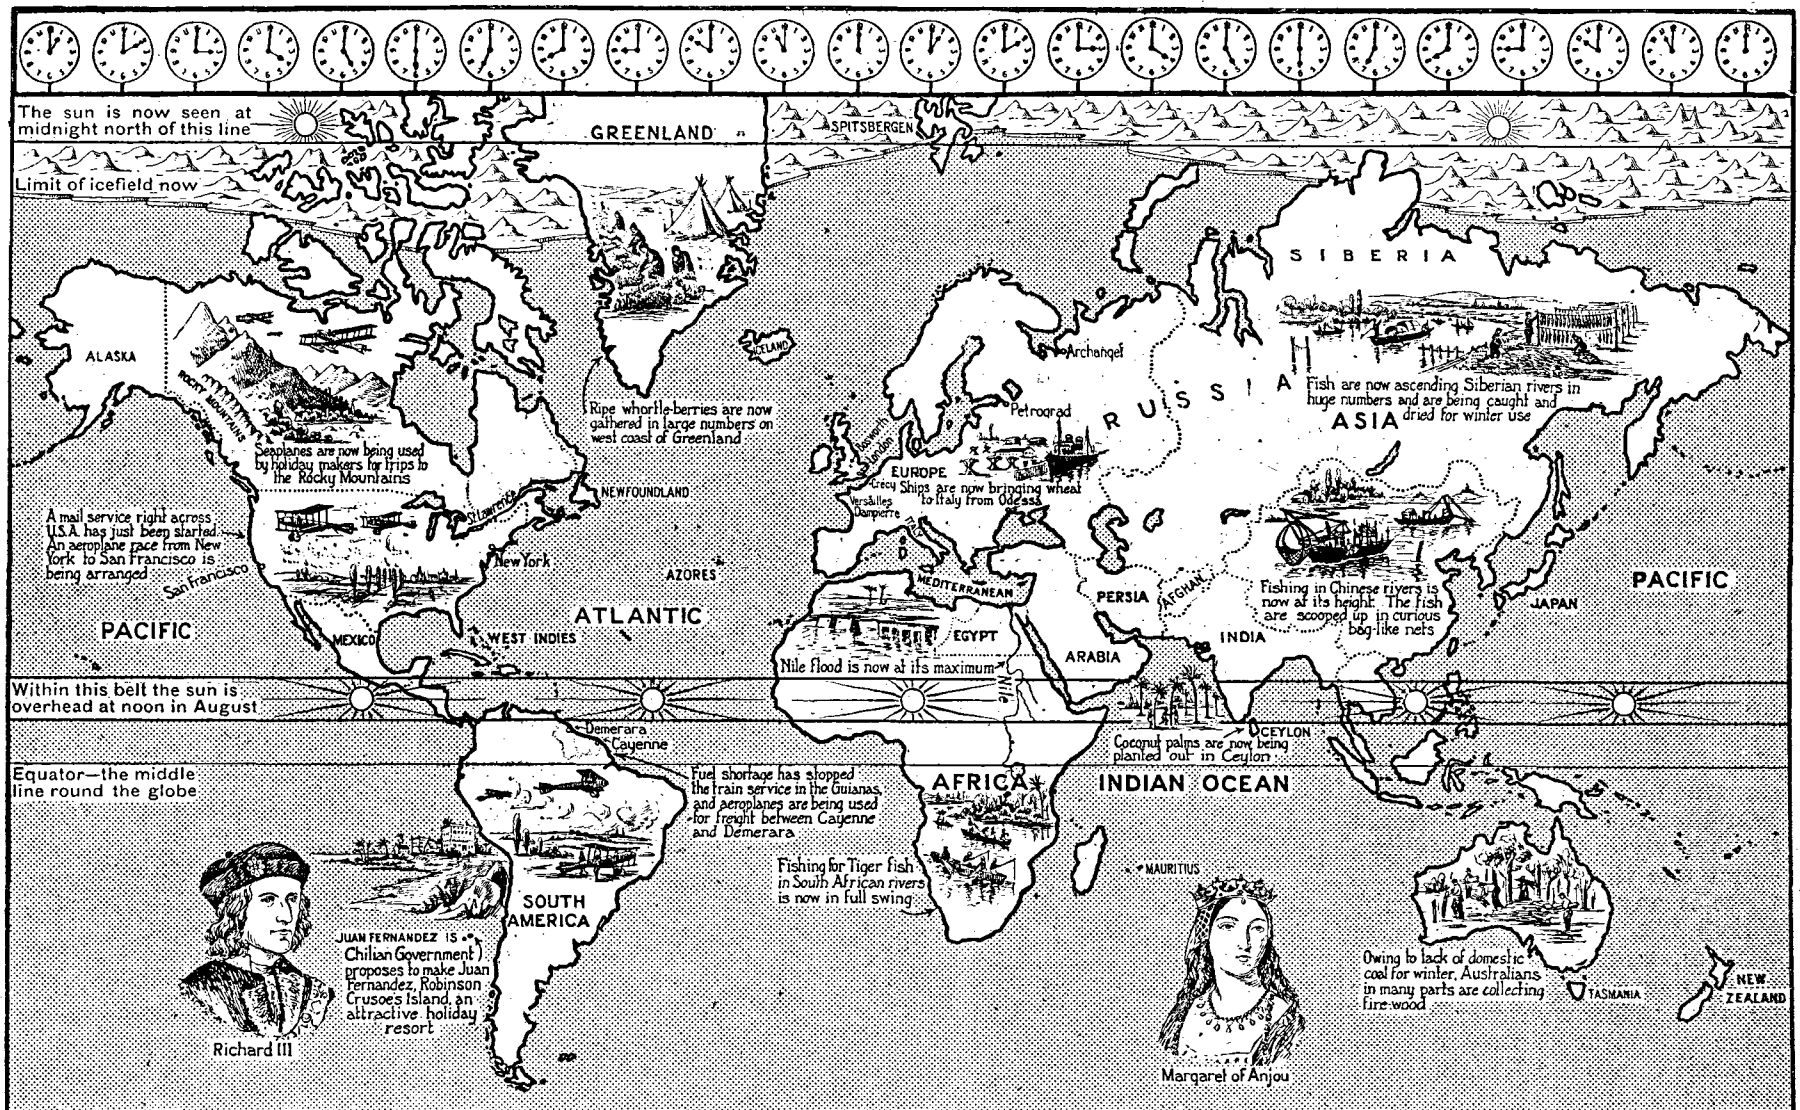 The sun is now seen at
midnight north of this line
GREENLAND
SPITSBERGEN
Limit of icefield now
SIBERIA
ALASKA
ROCKY MOUNTAINS
ICELAND
Archangel
Ripe whortle-berries are now
gathered in large numbers on
west coast of Greenland
Petrograd
RUSSIA
Fish are now ascending Siberian rivers in
huge numbers and are being caught and
dried for winter use
ASIA
Seaplanes are now being used
by holiday makers for trips to
the Rocky Mountains
Bosworth
London
EUROPE
Crécy
Ships are now bringing wheat
to Italy from Odessa
Versailles
Dampierre
St Lawrence
NEWFOUNDLAND
A mail service right across
U.S.A. has just been started.
An aeroplane race from New
York to San Francisco is
being arranged
San Francisco
New York
AZORES
MEDITERRANEAN
PERSIA
AFGHAN
Fishing in Chinese rivers is
now at its height. The fish
are scooped up in curious
bag-like nets
PACIFIC
JAPAN
PACIFIC
ATLANTIC
MEXICO
WEST INDIES
EGYPT
INDIA
ARABIA
Nile flood is now at its maximum
Nile
Within this belt the sun is
overhead at noon in August
Demerara
Cayenne
CEYLON
Coconut palms are now being
planted out in Ceylon
Equator—the middle
line round the globe
Fuel shortage has stopped
the train service in the Guianas,
and aeroplanes are being used
for freight between Cayenne
and Demerara
AFRICA
INDIAN OCEAN
Fishing for Tiger fish
in South African rivers
is now in full swing
MAURITIUS
SOUTH
AMERICA
JUAN FERNANDEZ IS
Chilian Government
proposes to make Juan
Fernandez, Robinson
Crusoe's Island, an
attractive holiday
resort
Owing to lack of domestic
coal for winter, Australians
in many parts are collecting
fire-wood
TASMANIA
NEW
ZEALAND
Richard III
Margaret of Anjou